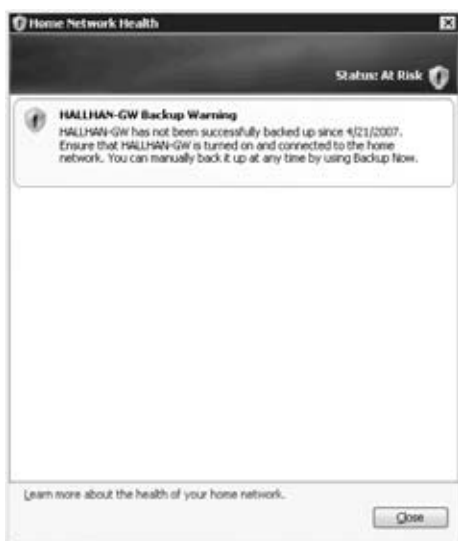 Home Network Health
Status: At Risk
HALLHAN-GW Backup Warning
HALLHAN-GW has not been successfully backed up since 4/21/2007.
Ensure that HALLHAN-GW is turned on and connected to the home
network. You can manually back it up at any time by using Backup Now.
Learn more about the health of your home network.
Close